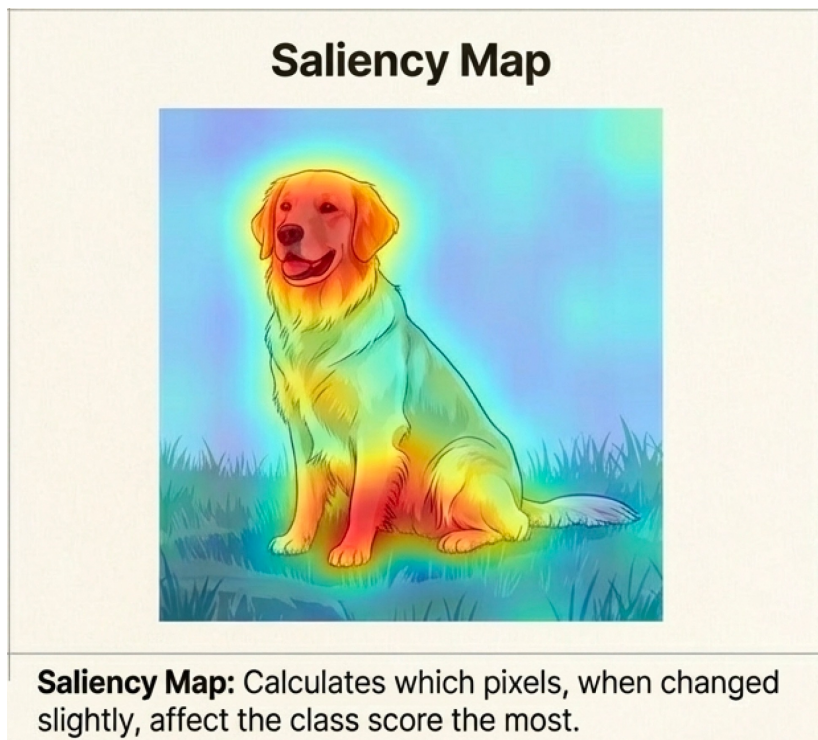 Saliency Map
Saliency Map: Calculates which pixels, when changed
slightly, affect the class score the most.